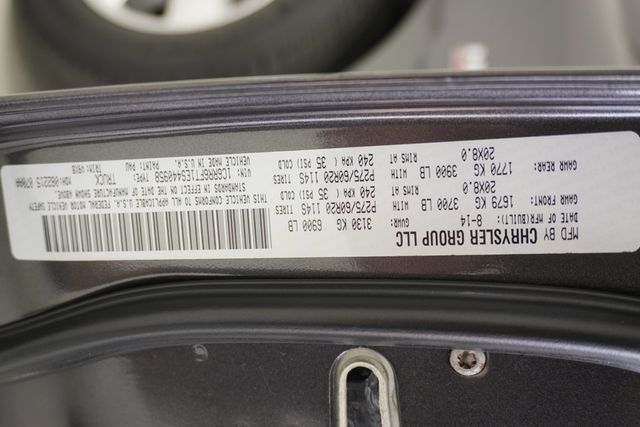 MFD BY CHRYSLER GROUP LLC
DATE OF MFR(BUILT): 8-14 GVWR: 3130 KG 6900 LB
GAWR FRONT: 1679 KG 3700 LB P275/60R20 114S TIRES
20X8.0 RIMS AT 240 KPA ( 35 PSI) COLD
GAWR REAR: 1770 KG 3900 LB P275/60R20 114S TIRES
20X8.0 RIMS AT 240 KPA ( 35 PSI) COLD
THIS VEHICLE CONFORMS TO ALL APPLICABLE U.S.A. FEDERAL MOTOR VEHICLE SAFETY
STANDARDS IN EFFECT ON THE DATE OF MANUFACTURE SHOWN ABOVE.
VIN: 1C6RR6FT1ES440958 TYPE: TRUCK
VEHICLE MADE IN U.S.A. PAINT: PAU TRIM: